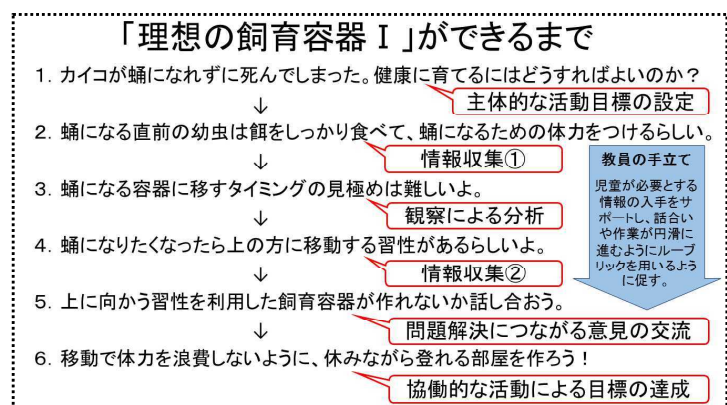 「理想の飼育容器Ⅰ」ができるまで
1. カイコが蛹になれずに死んでしまった。健康に育てるにはどうすればよいのか？
主体的な活動目標の設定
↓
2. 蛹になる直前の幼虫は餌をしっかり食べて、蛹になるための体力をつけるらしい。
情報収集①
↓
3. 蛹になる容器に移すタイミングの見極めは難しいよ。
観察による分析
↓
4. 蛹になりたくなったら上の方に移動する習性があるらしいよ。
情報収集②
↓
5. 上に向かう習性を利用した飼育容器が作れないか話し合おう。
問題解決につながる意見の交流
↓
6. 移動で体力を浪費しないように、休みながら登れる部屋を作ろう！
協働的な活動による目標の達成
教員の手立て
児童が必要とする
情報の入手をサ
ポートし、話合い
や作業が円滑に
進むようにルーブ
リックを用いるよう
に促す。